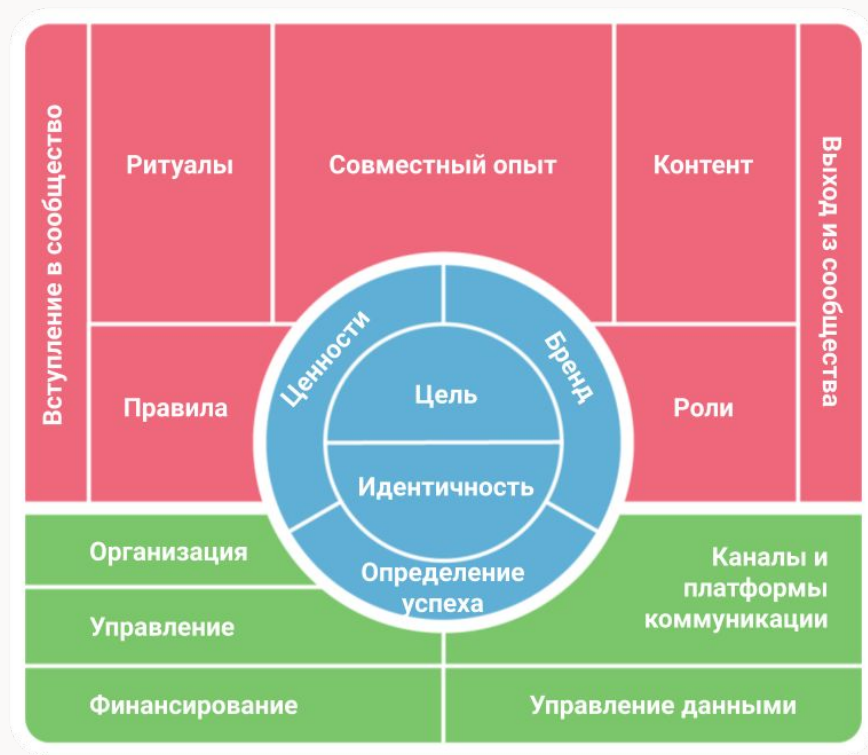 Вступление в сообщество
Ритуалы
Совместный опыт
Контент
Выход из сообщества
Правила
Ценности
Бренд
Цель
Роли
Идентичность
Определение
успеха
Организация
Управление
Финансирование
Каналы и
платформы
коммуникации
Управление данными